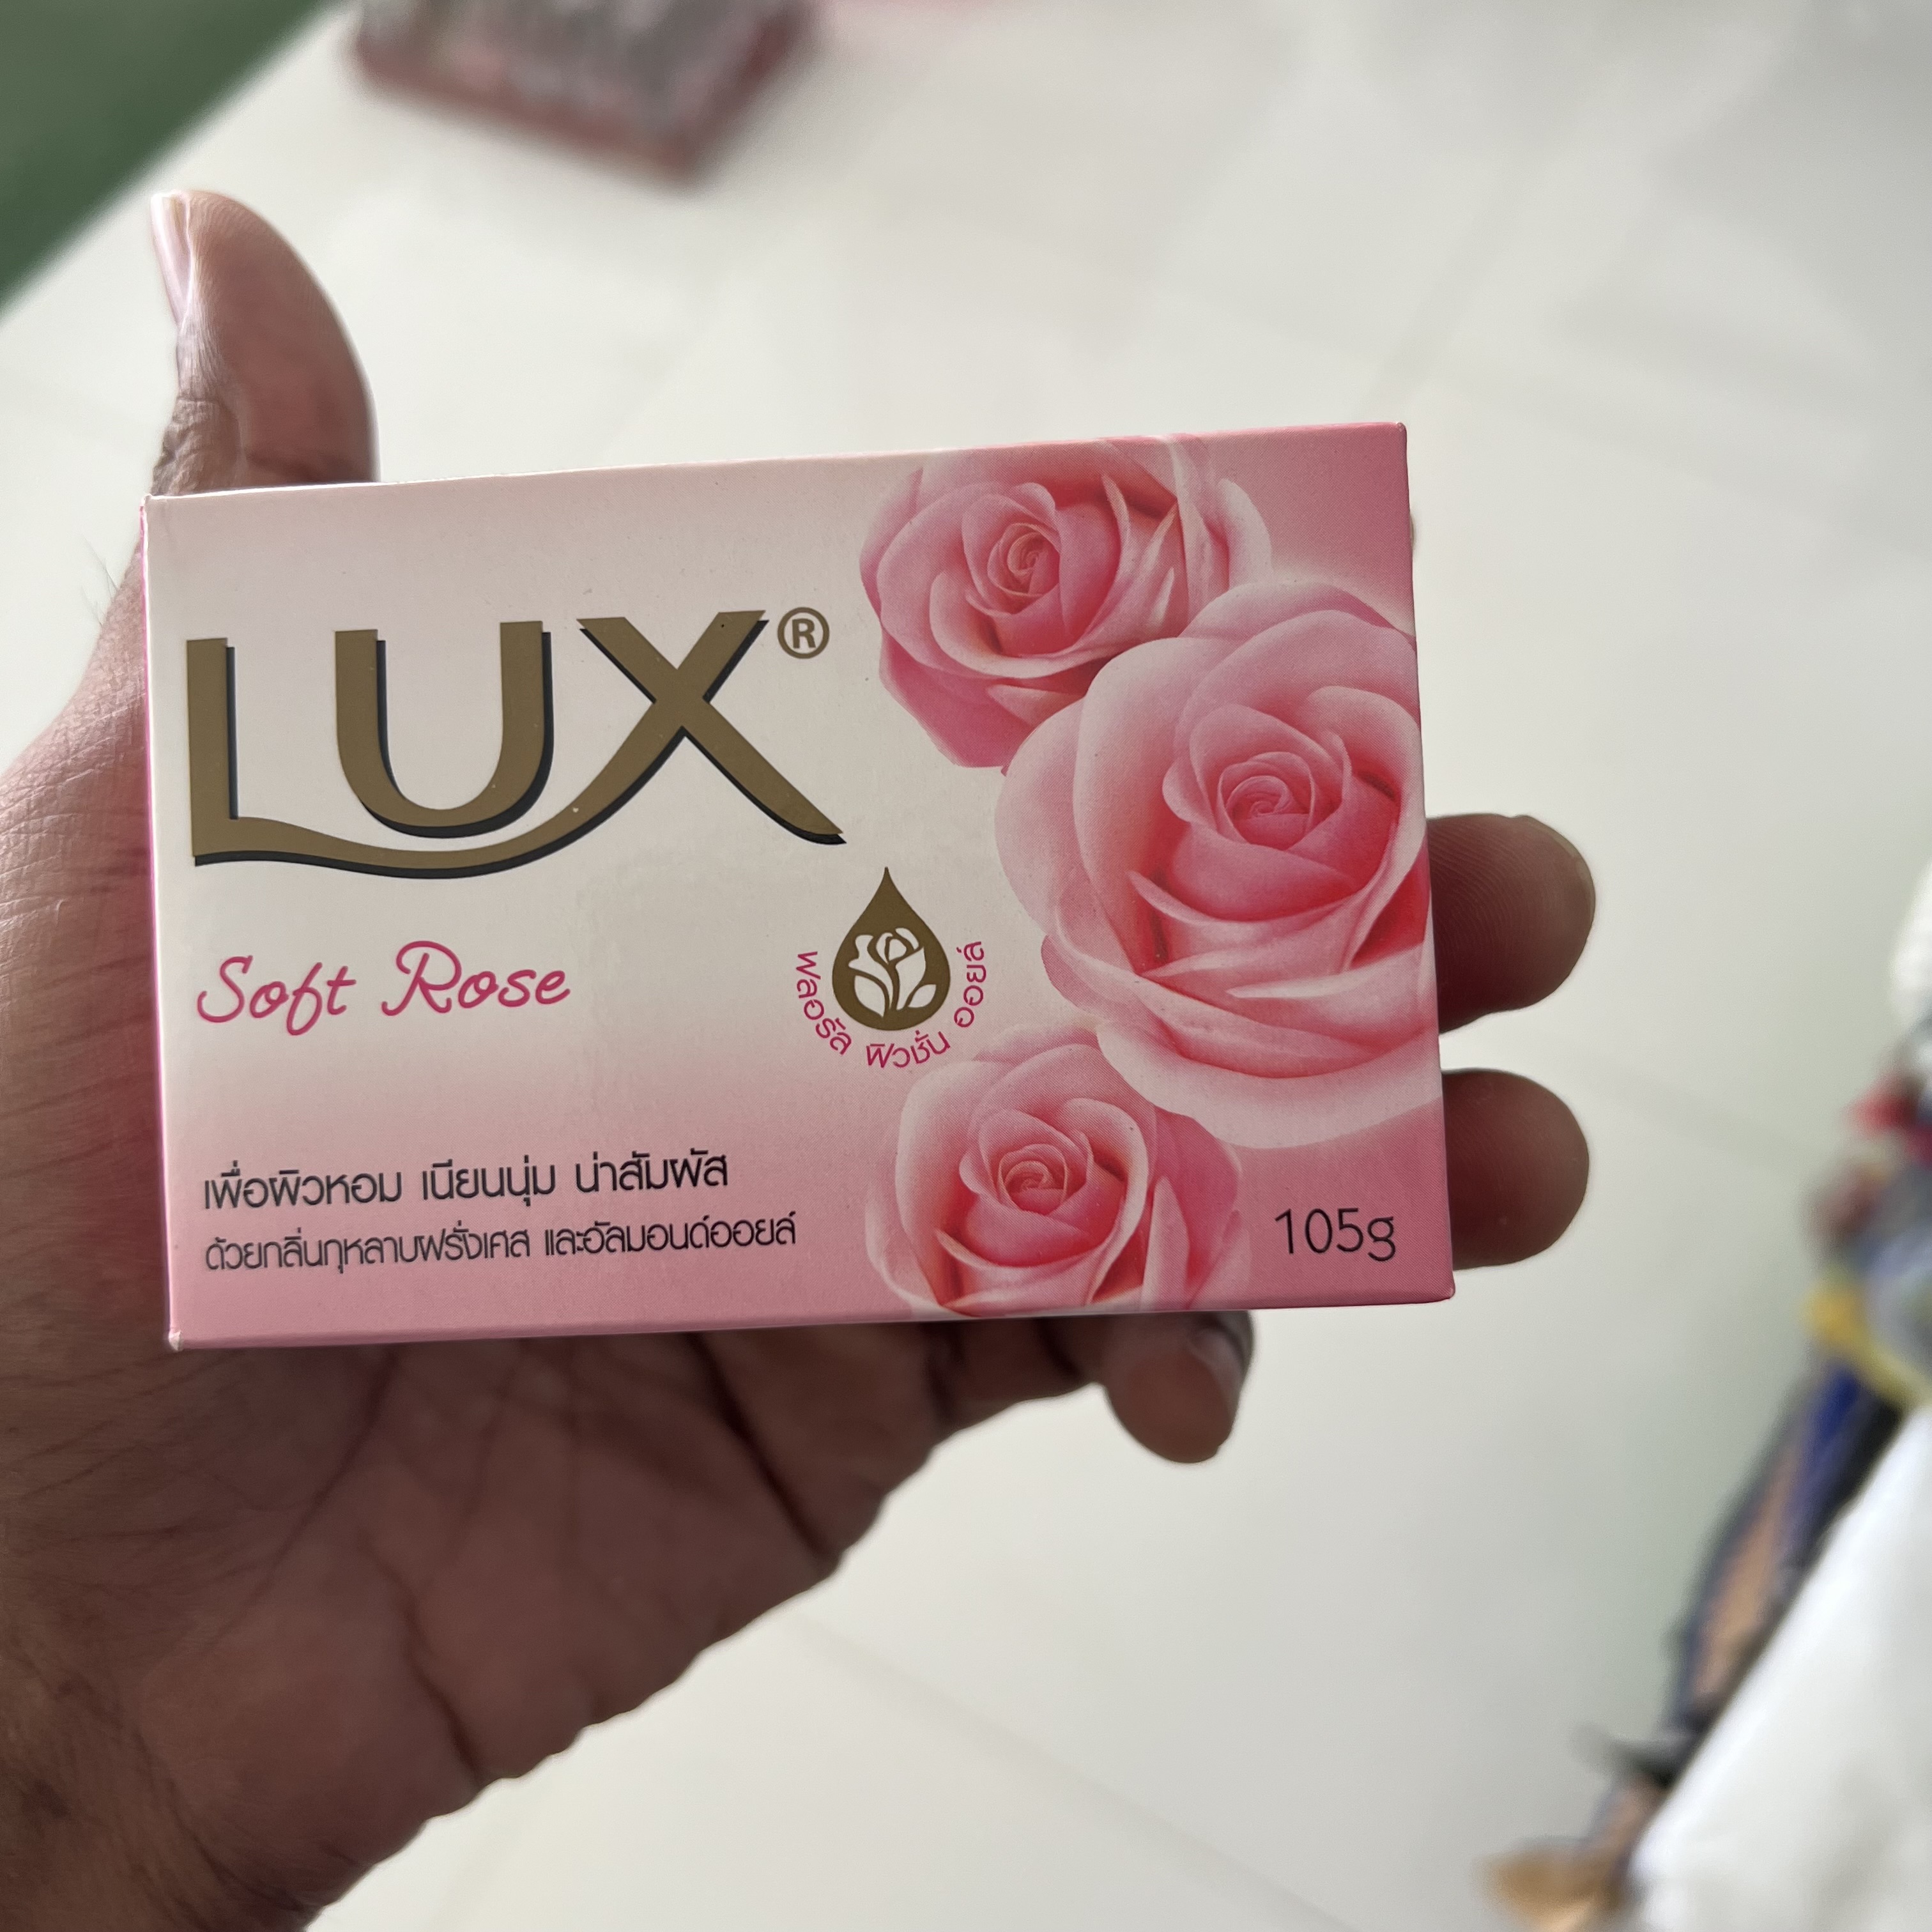 LUX®
Soft Rose
ฟลอรัล ฟิวชั่น ออยล์
เพื่อผิวหอม เนียนนุ่ม น่าสัมผัส
ด้วยกลิ่นกุหลาบฝรั่งเศส และอัลมอนด์ออยล์
105g